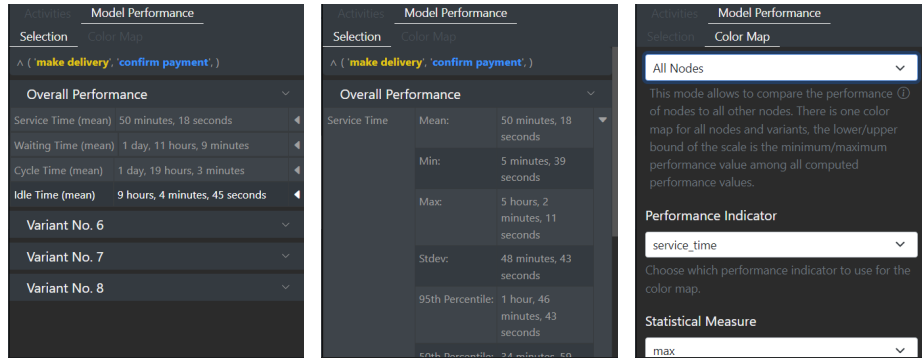 Activities Model Performance
Selection Color Map
∧ ( 'make delivery', 'confirm payment', )
Overall Performance
Service Time (mean) 50 minutes, 18 seconds
Waiting Time (mean) 1 day, 11 hours, 9 minutes
Cycle Time (mean) 1 day, 19 hours, 3 minutes
Idle Time (mean) 9 hours, 4 minutes, 45 seconds
Variant No. 6
Variant No. 7
Variant No. 8
Activities Model Performance
Selection Color Map
∧ ( 'make delivery', 'confirm payment', )
Overall Performance
Service Time Mean: 50 minutes, 18
seconds
Min: 5 minutes, 39
seconds
Max: 5 hours, 2
minutes, 11
seconds
Stdev: 48 minutes, 43
seconds
95th Percentile: 1 hour, 46
minutes, 43
seconds
50th Percentile: 34 minutes, 59
Activities Model Performance
Selection Color Map
All Nodes
This mode allows to compare the performance
of nodes to all other nodes. There is one color
map for all nodes and variants, the lower/upper
bound of the scale is the minimum/maximum
performance value among all computed
performance values.
Performance Indicator
service_time
Choose which performance indicator to use for the
color map.
Statistical Measure
max